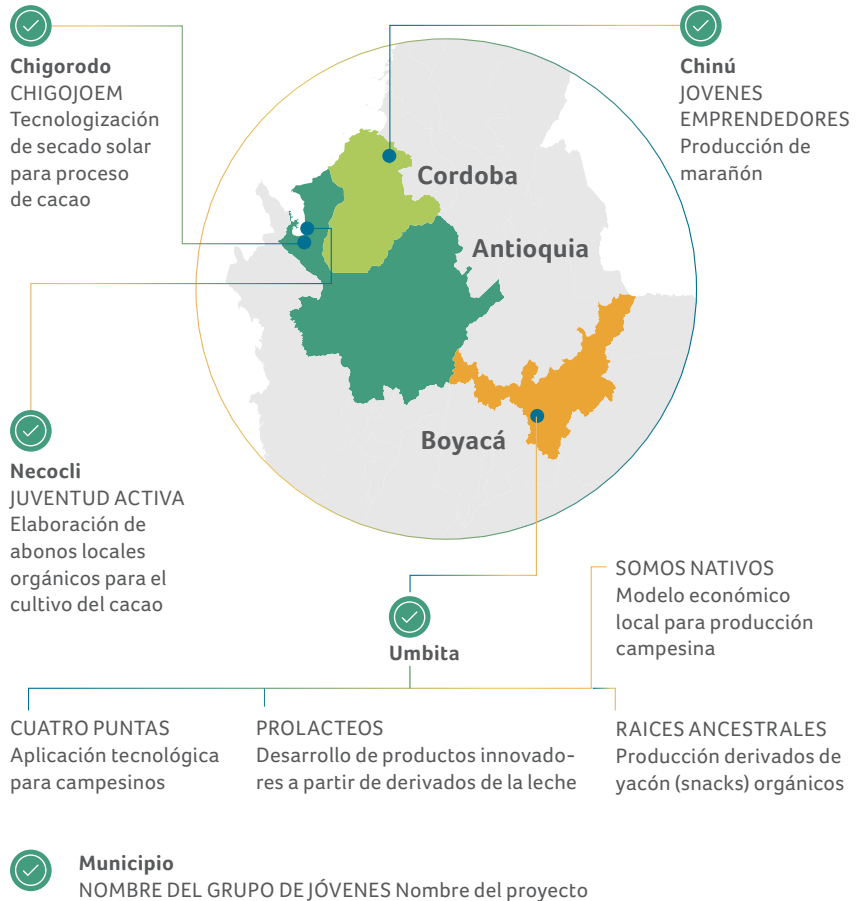 Chigorodo
CHIGOJOEM
Tecnologización
de secado solar
para proceso
de cacao
Chinú
JOVENES
EMPRENDEDORES
Producción de
marañón
Cordoba
Antioquia
Boyacá
Necocli
JUVENTUD ACTIVA
Elaboración de
abonos locales
orgánicos para el
cultivo del cacao
Umbita
SOMOS NATIVOS
Modelo económico
local para producción
campesina
CUATRO PUNTAS
Aplicación tecnológica
para campesinos
PROLACTEOS
Desarrollo de productos innovado-
res a partir de derivados de la leche
RAICES ANCESTRALES
Producción derivados de
yacón (snacks) orgánicos
Municipio
NOMBRE DEL GRUPO DE JÓVENES Nombre del proyecto